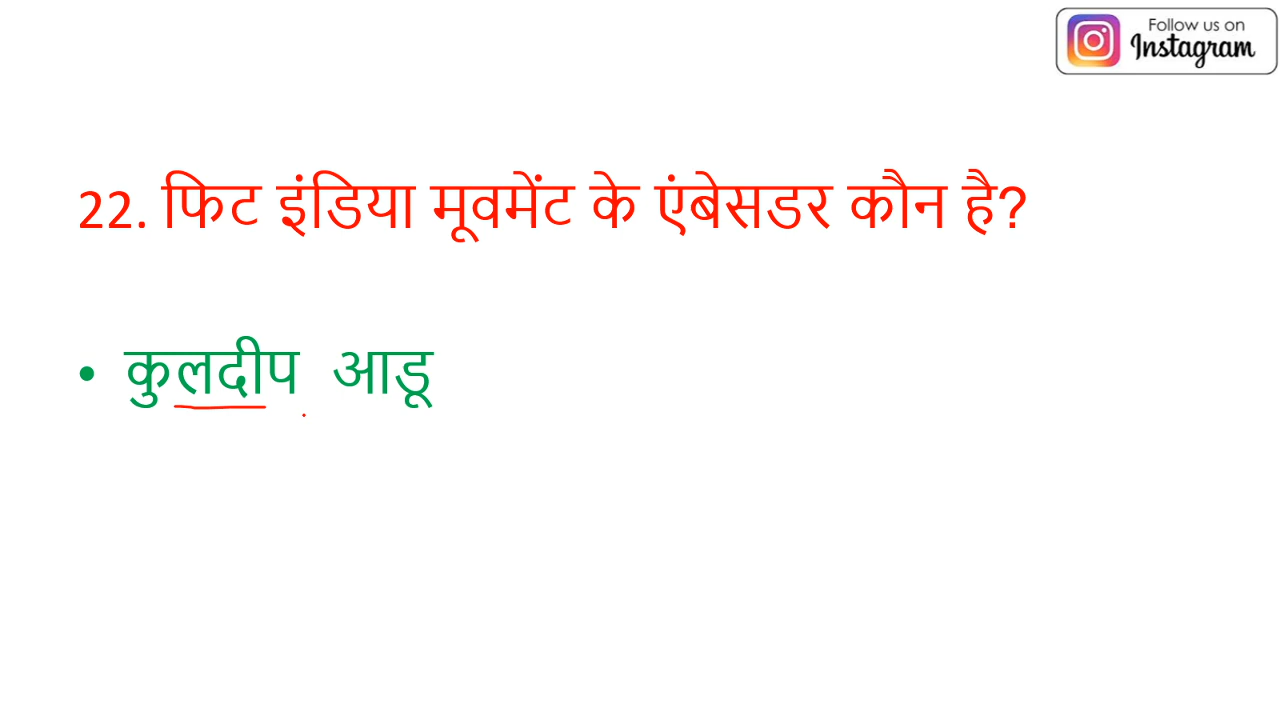 Follow us on
Instagram
22. फिट इंडिया मूवमेंट के एंबेसडर कौन है?
• कुलदीप आडू